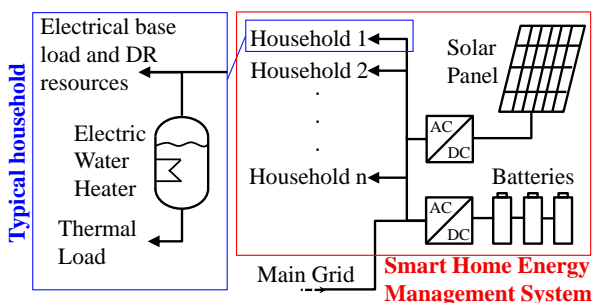 Typical household
Electrical base
load and DR
resources
Electric
Water
Heater
Thermal
Load
Household 1
Household 2
.
.
.
Household n
Solar
Panel
AC
DC
Batteries
AC
DC
Main Grid
Smart Home Energy
Management System